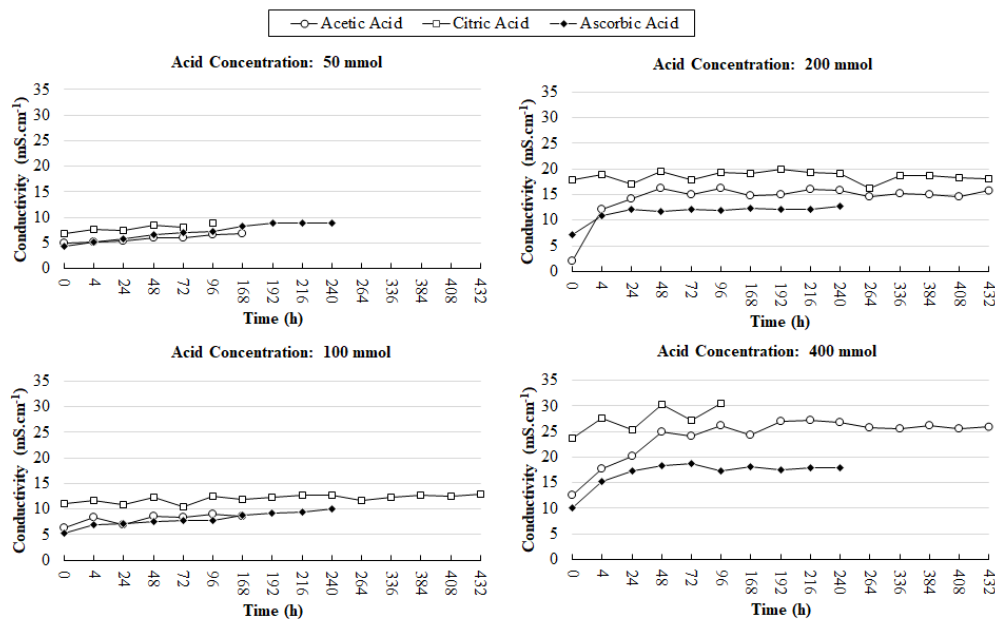 Acetic Acid Citric Acid Ascorbic Acid
Acid Concentration: 50 mmol
Conductivity (mS.cm-1)
35
30
25
20
15
10
5
0
0 4 24 48 72 96 168 192 216 240 264 336 384 408 432
Time (h)
Acid Concentration: 200 mmol
Conductivity (mS.cm-1)
35
30
25
20
15
10
5
0
0 4 24 48 72 96 168 192 216 240 264 336 384 408 432
Time (h)
Acid Concentration: 100 mmol
Conductivity (mS.cm-1)
35
30
25
20
15
10
5
0
0 4 24 48 72 96 168 192 216 240 264 336 384 408 432
Time (h)
Acid Concentration: 400 mmol
Conductivity (mS.cm-1)
35
30
25
20
15
10
5
0
0 4 24 48 72 96 168 192 216 240 264 336 384 408 432
Time (h)